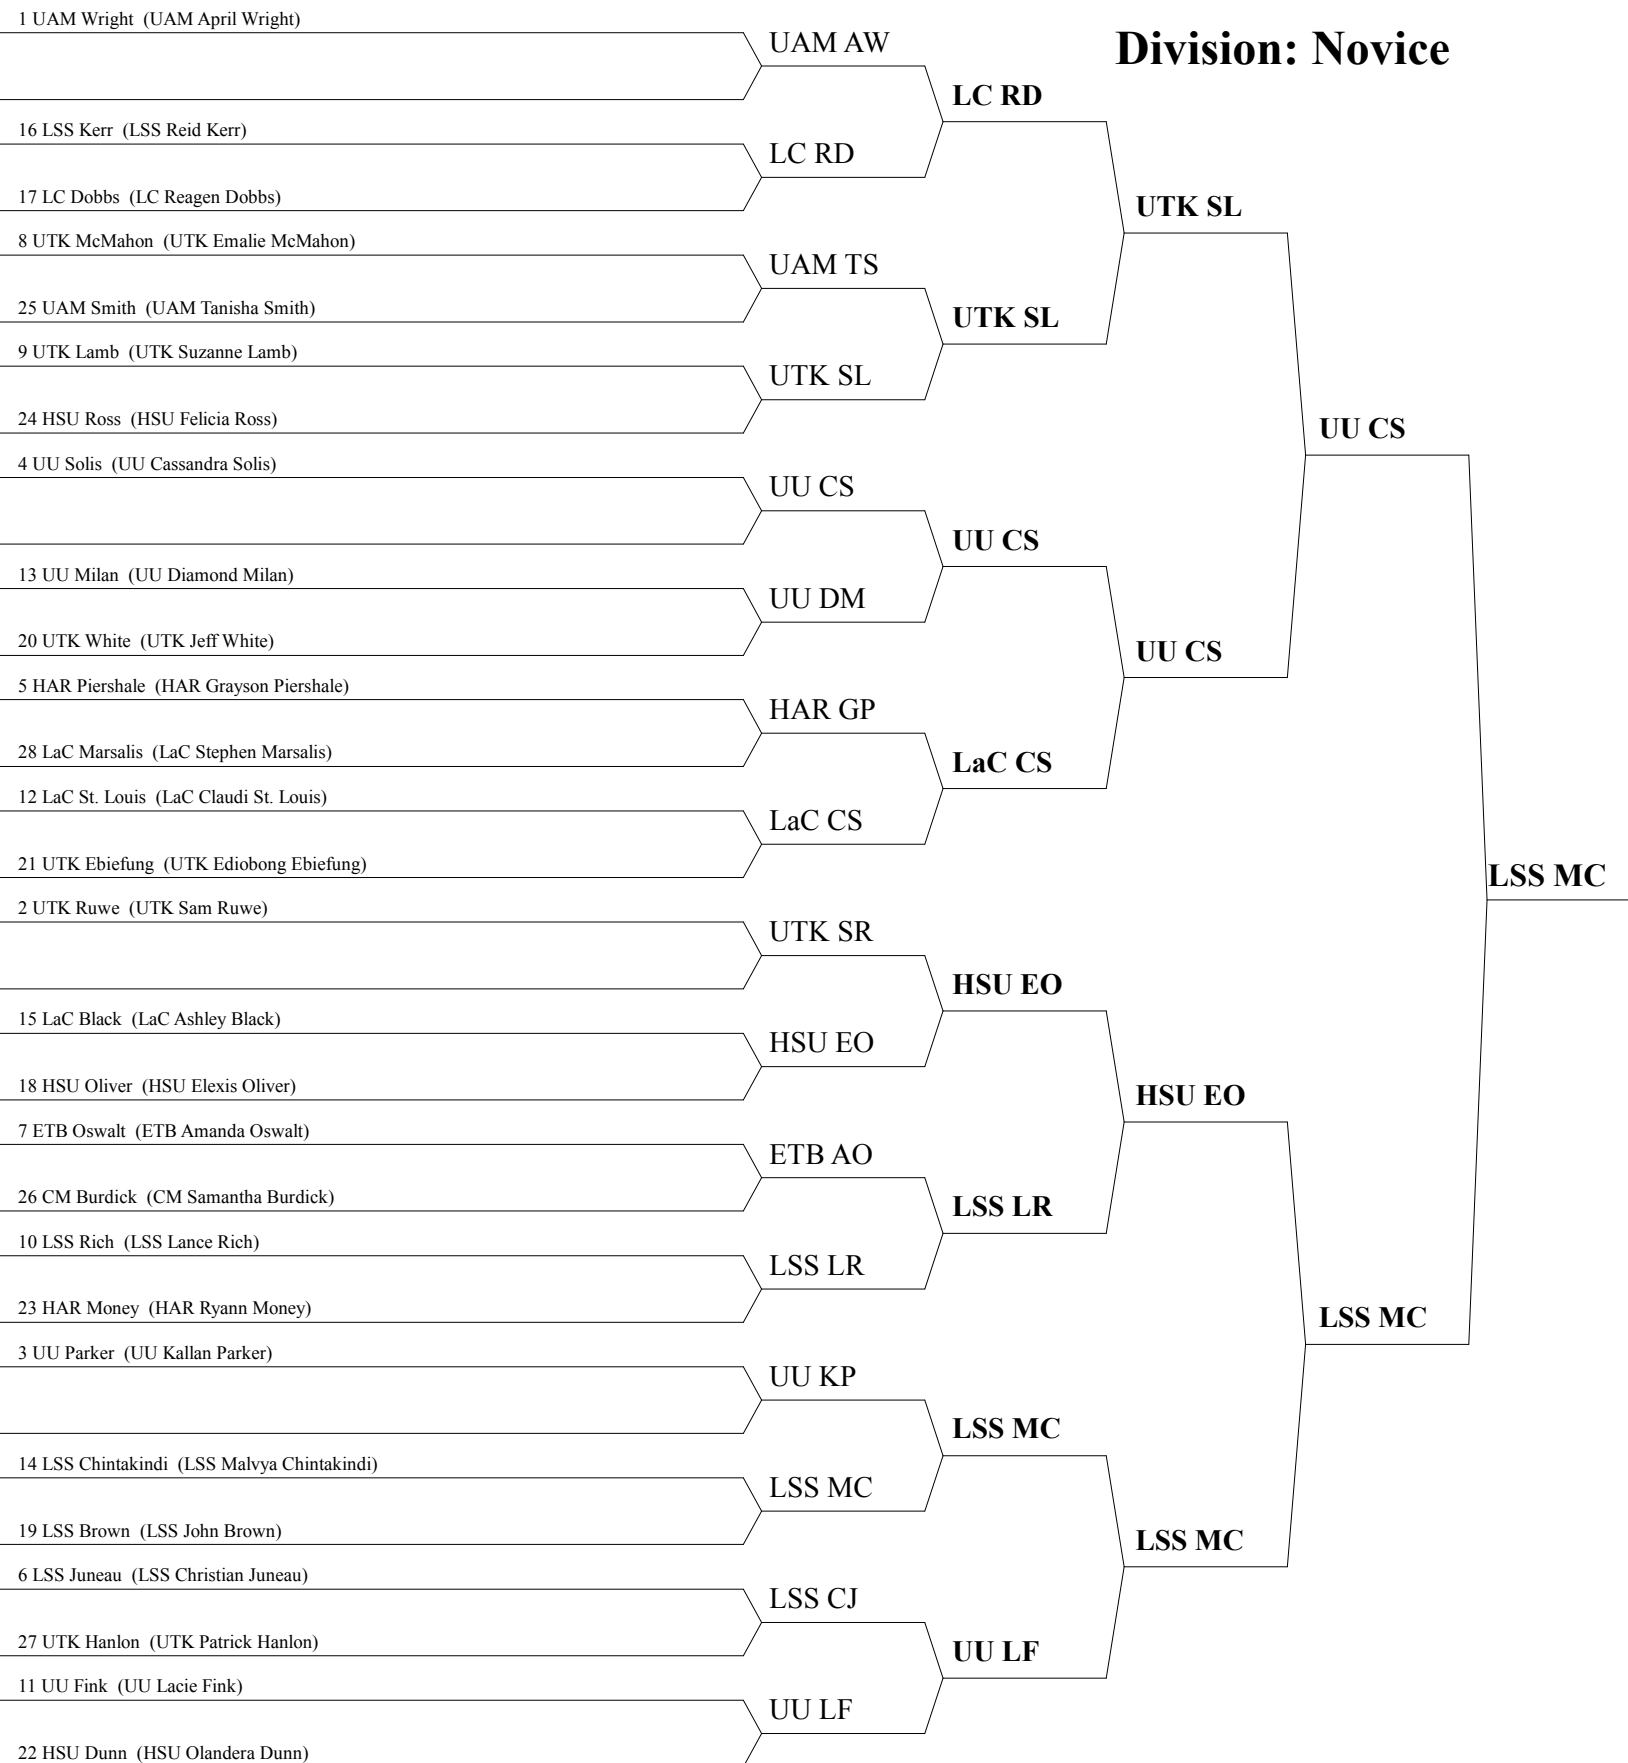 Division: Novice
1 UAM Wright (UAM April Wright)
16 LSS Kerr (LSS Reid Kerr)
17 LC Dobbs (LC Reagen Dobbs)
8 UTK McMahon (UTK Emalie McMahon)
25 UAM Smith (UAM Tanisha Smith)
9 UTK Lamb (UTK Suzanne Lamb)
24 HSU Ross (HSU Felicia Ross)
4 UU Solis (UU Cassandra Solis)
13 UU Milan (UU Diamond Milan)
20 UTK White (UTK Jeff White)
5 HAR Piershale (HAR Grayson Piershale)
28 LaC Marsalis (LaC Stephen Marsalis)
12 LaC St. Louis (LaC Claudi St. Louis)
21 UTK Ebiefung (UTK Ediobong Ebiefung)
2 UTK Ruwe (UTK Sam Ruwe)
15 LaC Black (LaC Ashley Black)
18 HSU Oliver (HSU Elexis Oliver)
7 ETB Oswalt (ETB Amanda Oswalt)
26 CM Burdick (CM Samantha Burdick)
10 LSS Rich (LSS Lance Rich)
23 HAR Money (HAR Ryann Money)
3 UU Parker (UU Kallan Parker)
14 LSS Chintakindi (LSS Malvya Chintakindi)
19 LSS Brown (LSS John Brown)
6 LSS Juneau (LSS Christian Juneau)
27 UTK Hanlon (UTK Patrick Hanlon)
11 UU Fink (UU Lacie Fink)
22 HSU Dunn (HSU Olandera Dunn)
UAM AW
LC RD
UAM TS
UTK SL
UU CS
UU DM
HAR GP
LaC CS
UTK SR
HSU EO
ETB AO
LSS LR
UU KP
LSS MC
LSS CJ
UU LF
LC RD
UTK SL
UU CS
LaC CS
HSU EO
LSS LR
LSS MC
UU LF
UTK SL
UU CS
HSU EO
LSS MC
UU CS
LSS MC
LSS MC